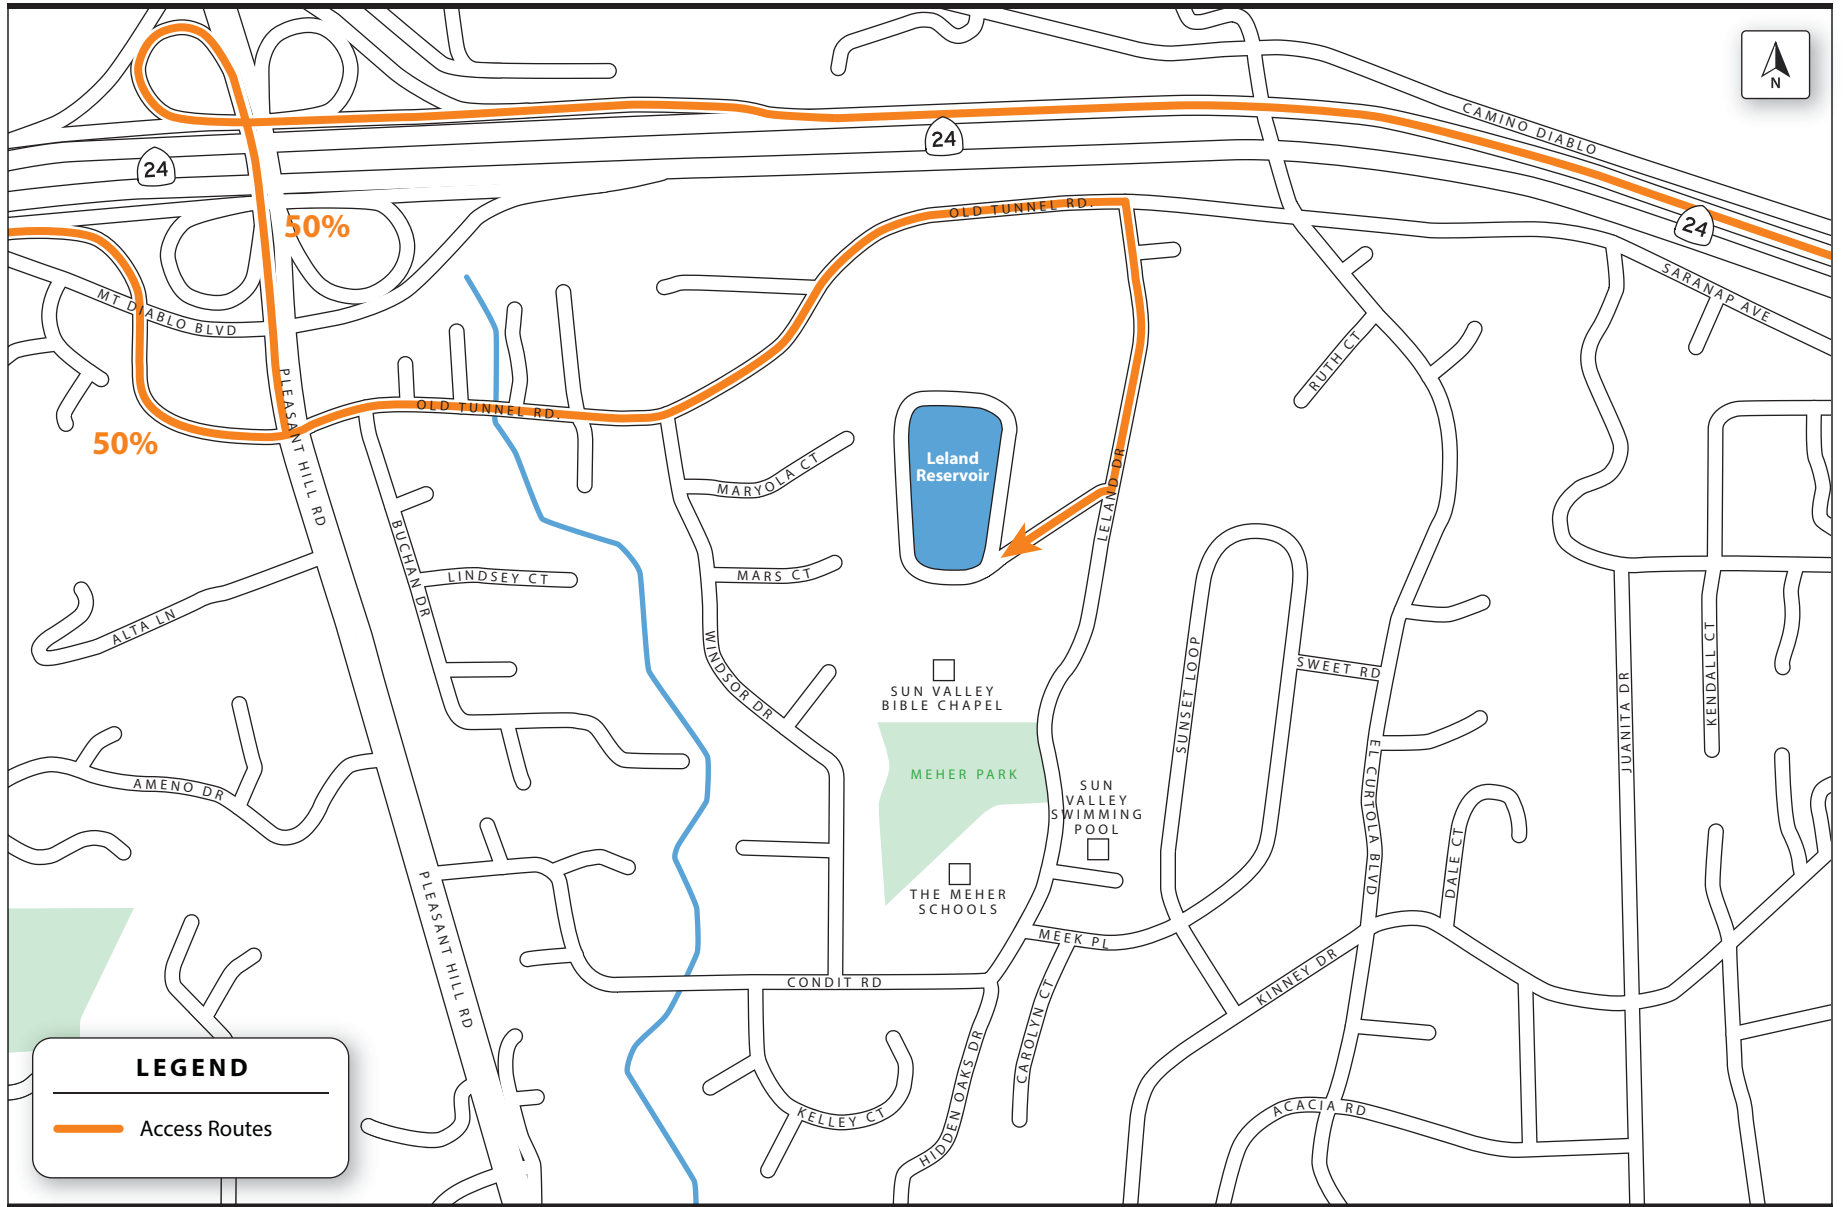 N
CAMINO DIABLO
24
24
24
50%
OLD TUNNEL RD.
SARANAP AVE
MT DIABLO BLVD
RUTH CT
PLEASANT HILL RD
OLD TUNNEL RD.
50%
Leland
Reservoir
MARYOLA CT
LELAND DR
BUCHAN DR
LINDSEY CT
MARS CT
ALTA LN
WINDSOR DR
SUN VALLEY
BIBLE CHAPEL
SUNSET LOOP
SWEET RD
KENDALL CT
JUANITA DR
MEHER PARK
AMENO DR
SUN
VALLEY
SWIMMING
POOL
EL CURTOLA BLVD
DALE CT
THE MEHER
SCHOOLS
PLEASANT HILL RD
MEEK PL
CONDIT RD
KINNEY DR
CAROLYN CT
HIDDEN OAKS DR
KELLEY CT
ACACIA RD
LEGEND
Access Routes